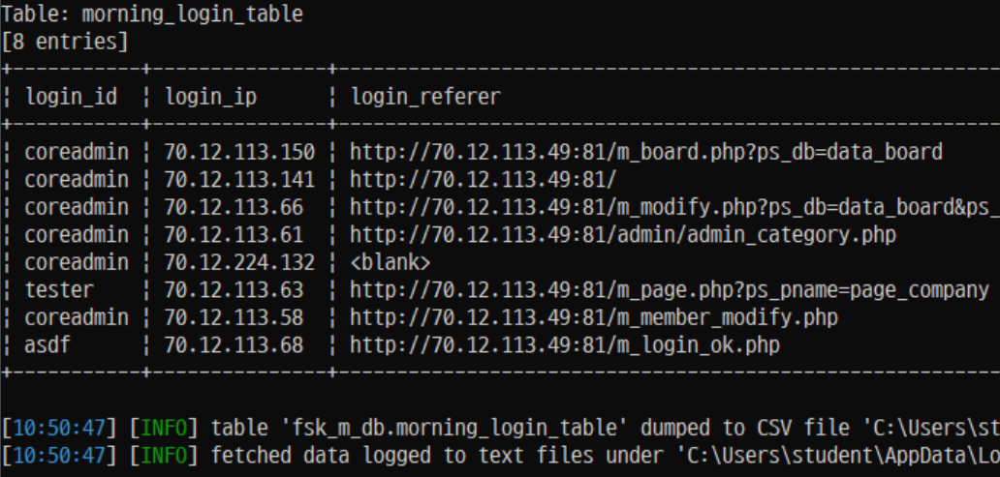 Table: morning_login_table
[8 entries]
+-----------+---------------+---------------------------------------------------------------
¦ login_id  ¦ login_ip      ¦ login_referer
+-----------+---------------+---------------------------------------------------------------
¦ coreadmin ¦ 70.12.113.150 ¦ http://70.12.113.49:81/m_board.php?ps_db=data_board
¦ coreadmin ¦ 70.12.113.141 ¦ http://70.12.113.49:81/
¦ coreadmin ¦ 70.12.113.66  ¦ http://70.12.113.49:81/m_modify.php?ps_db=data_board&ps_
¦ coreadmin ¦ 70.12.113.61  ¦ http://70.12.113.49:81/admin/admin_category.php
¦ coreadmin ¦ 70.12.224.132 ¦ <blank>
¦ tester    ¦ 70.12.113.63  ¦ http://70.12.113.49:81/m_page.php?ps_pname=page_company
¦ coreadmin ¦ 70.12.113.58  ¦ http://70.12.113.49:81/m_member_modify.php
¦ asdf      ¦ 70.12.113.68  ¦ http://70.12.113.49:81/m_login_ok.php
+-----------+---------------+---------------------------------------------------------------
[10:50:47] [INFO] table 'fsk_m_db.morning_login_table' dumped to CSV file 'C:\Users\st
[10:50:47] [INFO] fetched data logged to text files under 'C:\Users\student\AppData\Lo